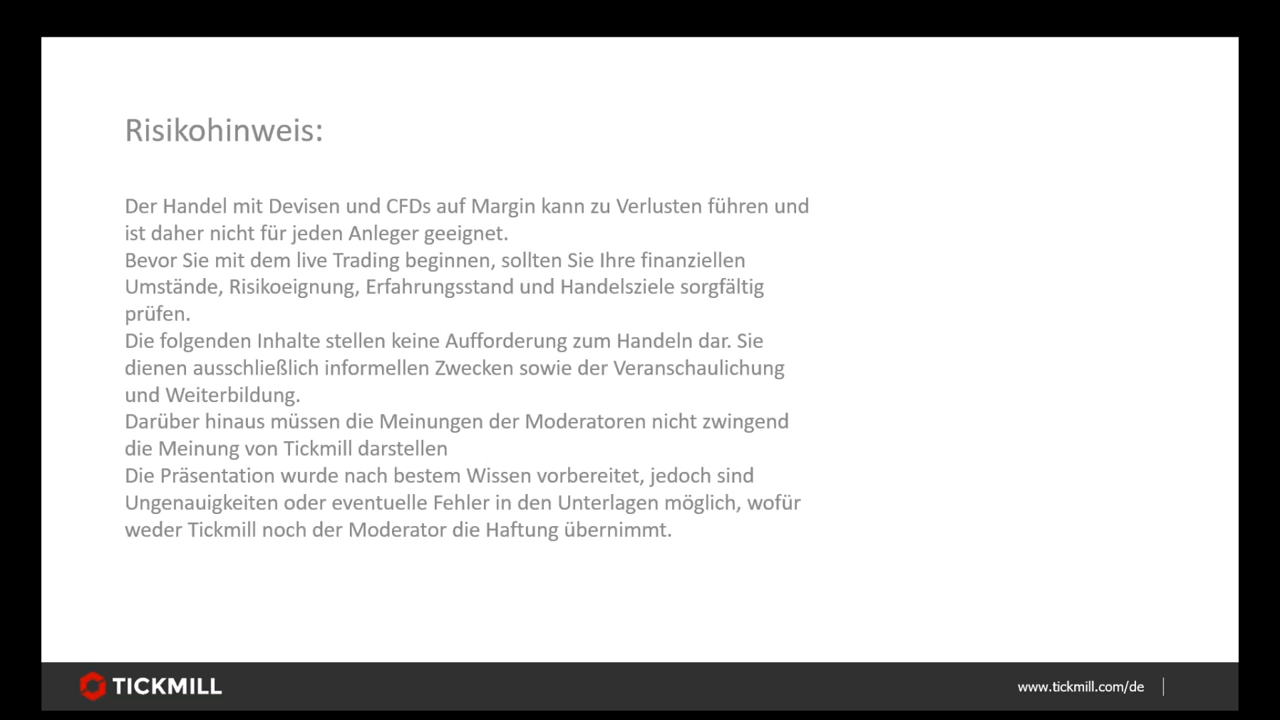 Risikohinweis:
Der Handel mit Devisen und CFDs auf Margin kann zu Verlusten führen und
ist daher nicht für jeden Anleger geeignet.
Bevor Sie mit dem live Trading beginnen, sollten Sie Ihre finanziellen
Umstände, Risikoeignung, Erfahrungsstand und Handelsziele sorgfältig
prüfen.
Die folgenden Inhalte stellen keine Aufforderung zum Handeln dar. Sie
dienen ausschließlich informellen Zwecken sowie der Veranschaulichung
und Weiterbildung.
Darüber hinaus müssen die Meinungen der Moderatoren nicht zwingend
die Meinung von Tickmill darstellen
Die Präsentation wurde nach bestem Wissen vorbereitet, jedoch sind
Ungenauigkeiten oder eventuelle Fehler in den Unterlagen möglich, wofür
weder Tickmill noch der Moderator die Haftung übernimmt.
TICKMILL
www.tickmill.com/de